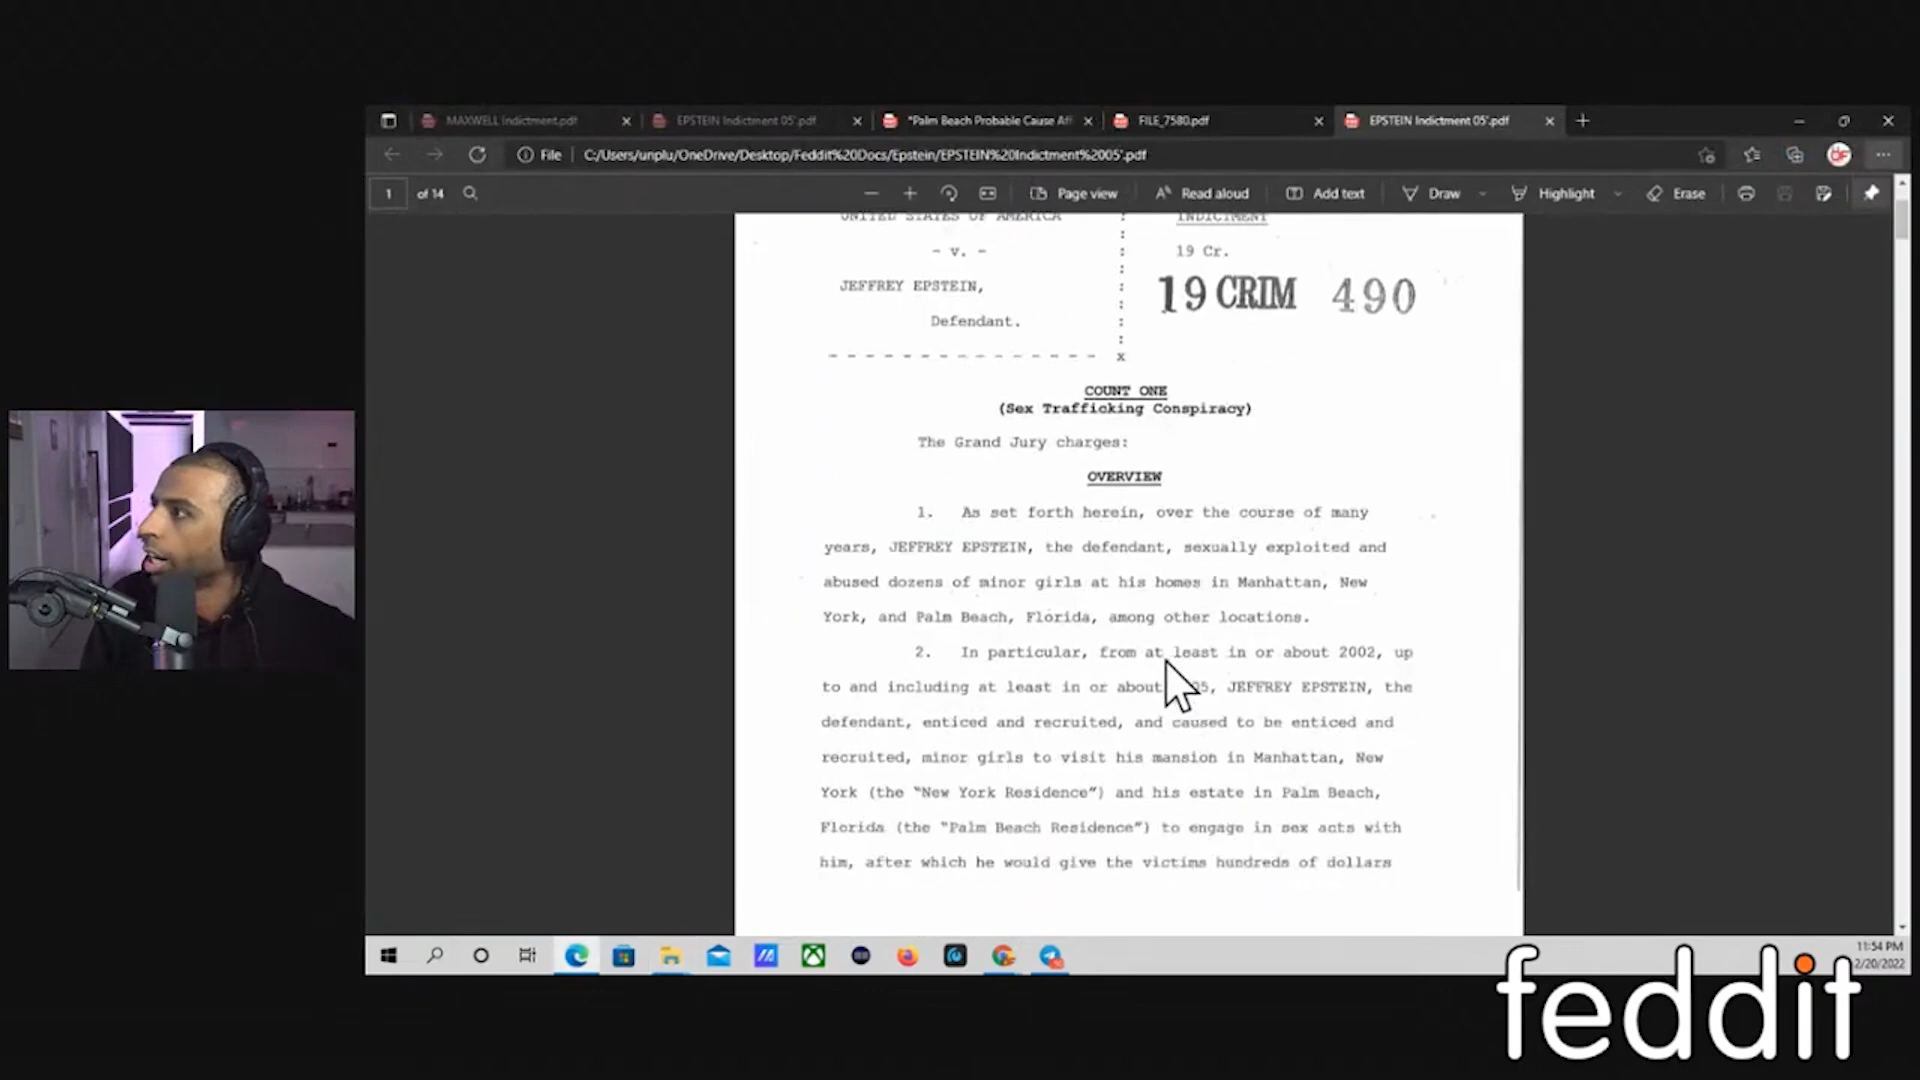 MAXWELL Indictment.pdf
EPSTEIN Indictment 05'.pdf
"Palm Beach Probable Cause Aff
FILE_7580.pdf
EPSTEIN Indictment 05'.pdf
File
C:/Users/unplu/OneDrive/Desktop/Feddit%20Docs/Epstein/EPSTEIN%20Indictment%2005'.pdf
1 of 14
Page view
Read aloud
Add text
Draw
Highlight
Erase
UNITED STATES OF AMERICA : INDICTMENT
- v. - : 19 Cr.
JEFFREY EPSTEIN, : 19 CRIM 490
Defendant. :
- - - - - - - - - - - - - - - x
COUNT ONE
(Sex Trafficking Conspiracy)
The Grand Jury charges:
OVERVIEW
1. As set forth herein, over the course of many
years, JEFFREY EPSTEIN, the defendant, sexually exploited and
abused dozens of minor girls at his homes in Manhattan, New
York, and Palm Beach, Florida, among other locations.
2. In particular, from at least in or about 2002, up
to and including at least in or about JEFFREY EPSTEIN, the
defendant, enticed and recruited, and caused to be enticed and
recruited, minor girls to visit his mansion in Manhattan, New
York (the "New York Residence") and his estate in Palm Beach,
Florida (the "Palm Beach Residence") to engage in sex acts with
him, after which he would give the victims hundreds of dollars
11:54 PM
2/20/2022
feddit